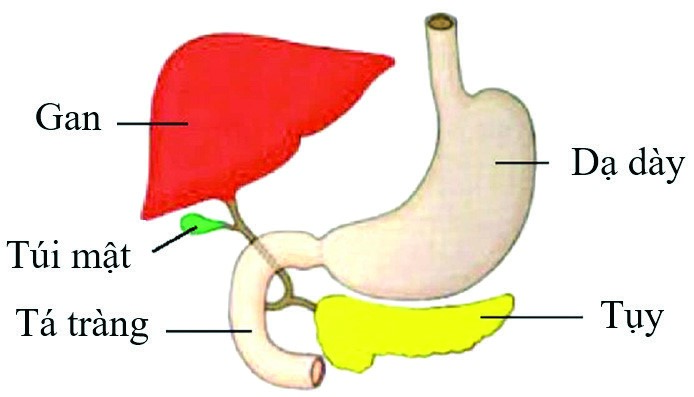 Gan
Dạ dày
Túi mật
Tá tràng
Tụy